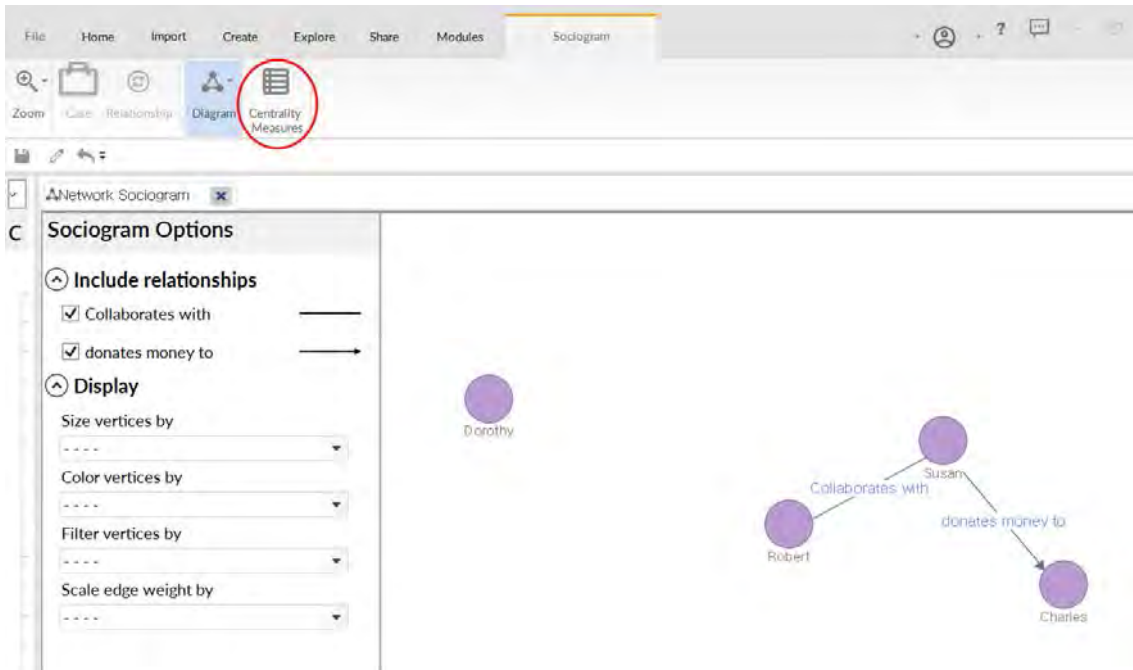 File Home Import Create Explore Share Modules Sociogram ?
Zoom Case Relationship Diagram Centrality
Measures
Network Sociogram x
C
Sociogram Options
Include relationships
Collaborates with
donates money to
Display
Size vertices by
- - - -
Color vertices by
- - - -
Filter vertices by
- - - -
Scale edge weight by
- - - -
Dorothy
Susan
Collaborates with
donates money to
Robert
Charles